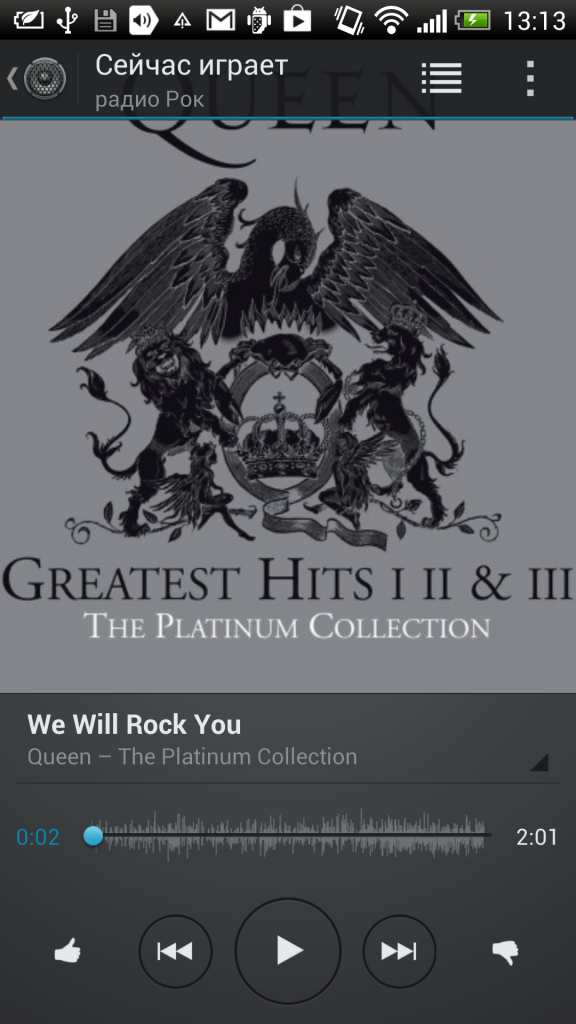 13:13
Сейчас играет
радио Рок
QUEEN
GREATEST HITS I II & III
THE PLATINUM COLLECTION
We Will Rock You
Queen – The Platinum Collection
0:02
2:01